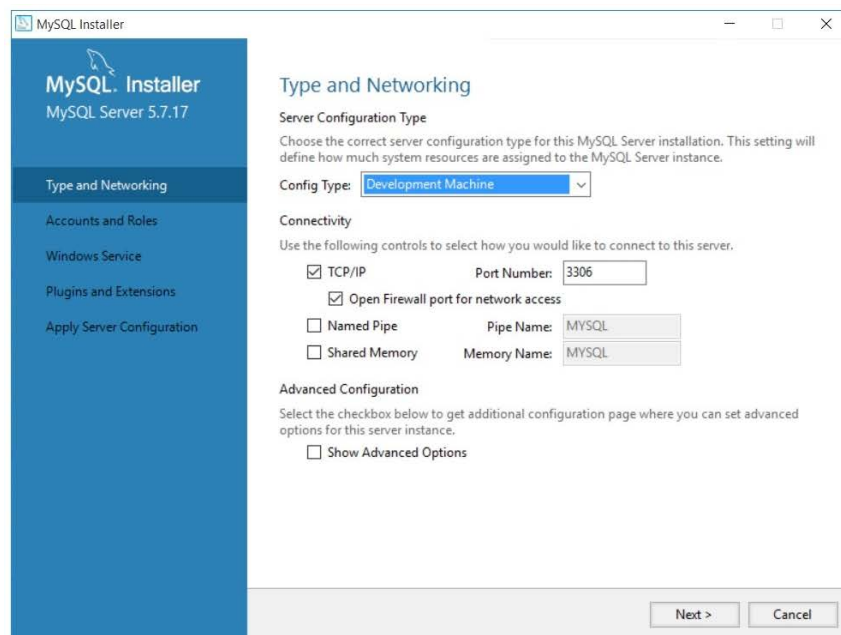 MySQL Installer
MySQL. Installer
MySQL Server 5.7.17
Type and Networking
Accounts and Roles
Windows Service
Plugins and Extensions
Apply Server Configuration
Type and Networking
Server Configuration Type
Choose the correct server configuration type for this MySQL Server installation. This setting will
define how much system resources are assigned to the MySQL Server instance.
Config Type: Development Machine
Connectivity
Use the following controls to select how you would like to connect to this server.
TCP/IP Port Number: 3306
Open Firewall port for network access
Named Pipe Pipe Name: MYSQL
Shared Memory Memory Name: MYSQL
Advanced Configuration
Select the checkbox below to get additional configuration page where you can set advanced
options for this server instance.
Show Advanced Options
Next > Cancel